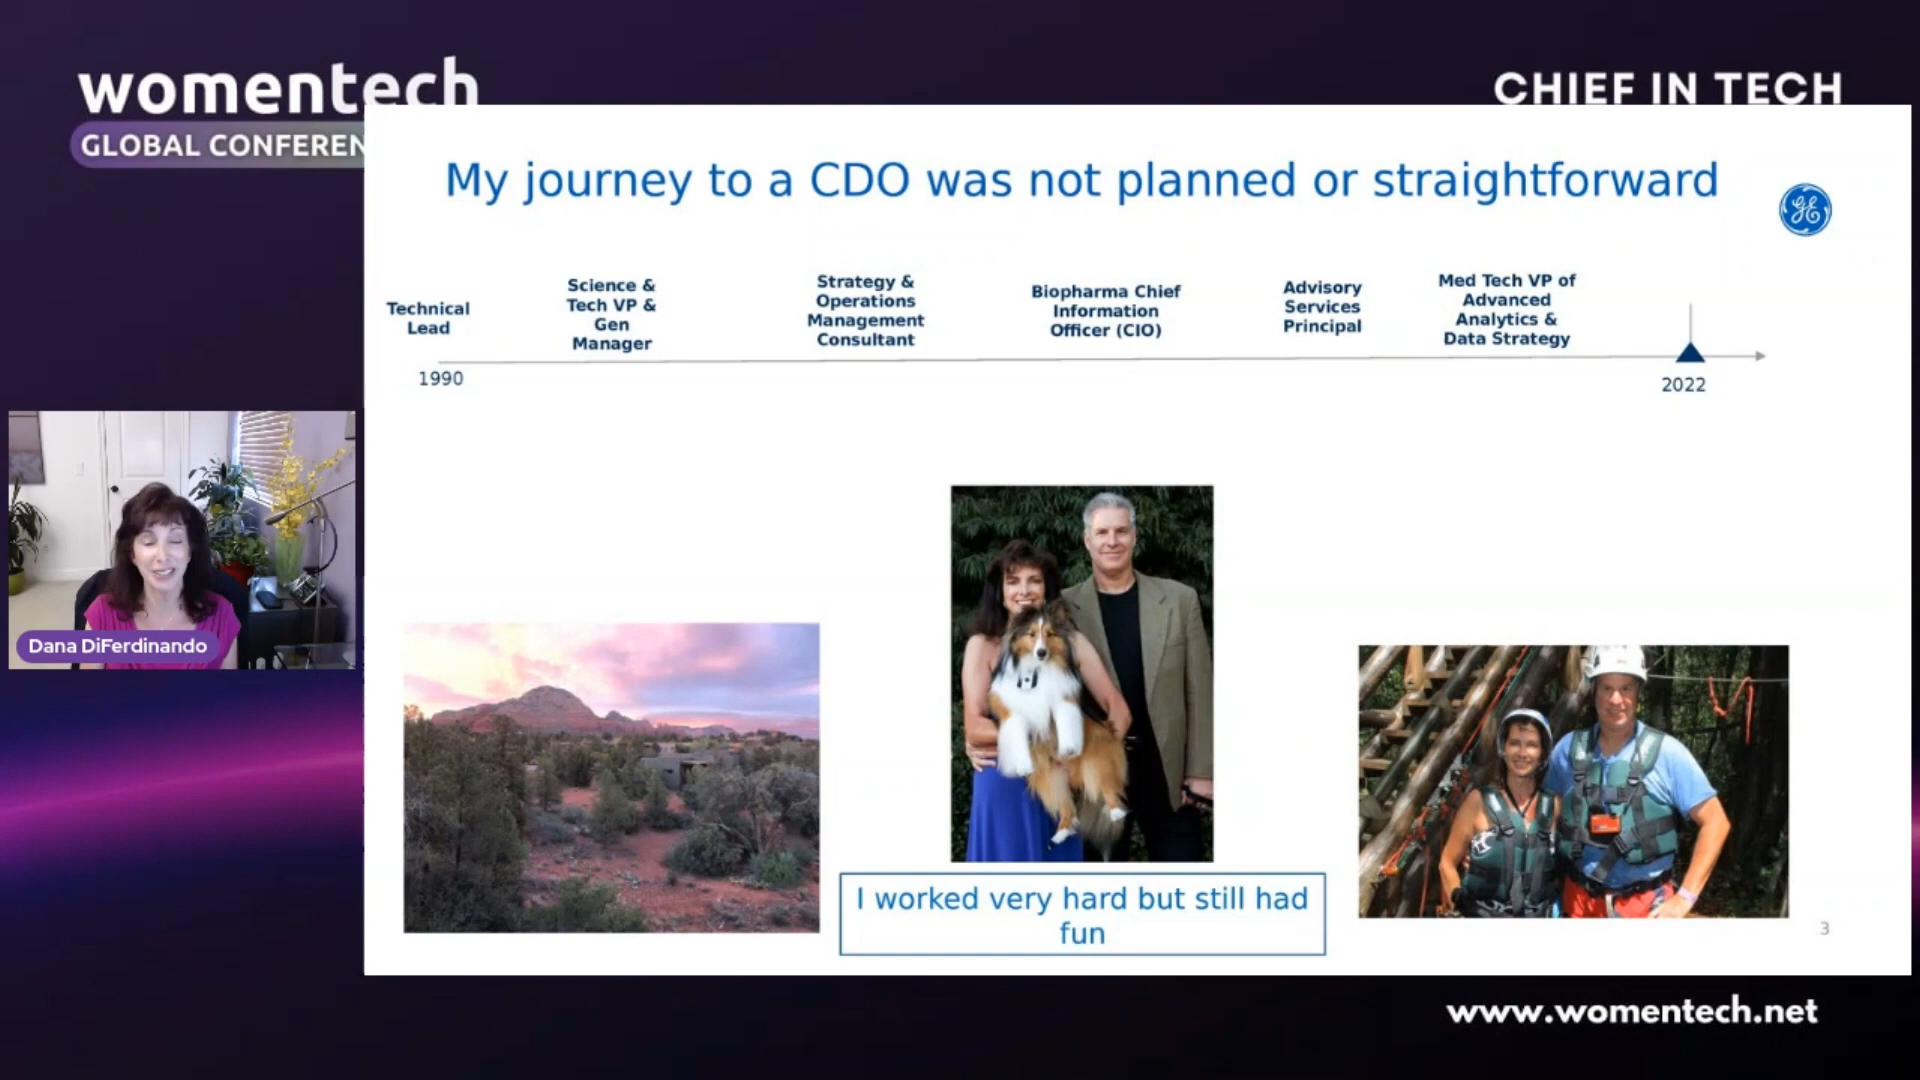 womentech
GLOBAL CONFEREN
CHIEF IN TECH
My journey to a CDO was not planned or straightforward
GE
Technical
Lead
Science &
Tech VP &
Gen
Manager
Strategy &
Operations
Management
Consultant
Biopharma Chief
Information
Officer (CIO)
Advisory
Services
Principal
Med Tech VP of
Advanced
Analytics &
Data Strategy
1990
2022
Dana DiFerdinando
I worked very hard but still had
fun
3
www.womentech.net